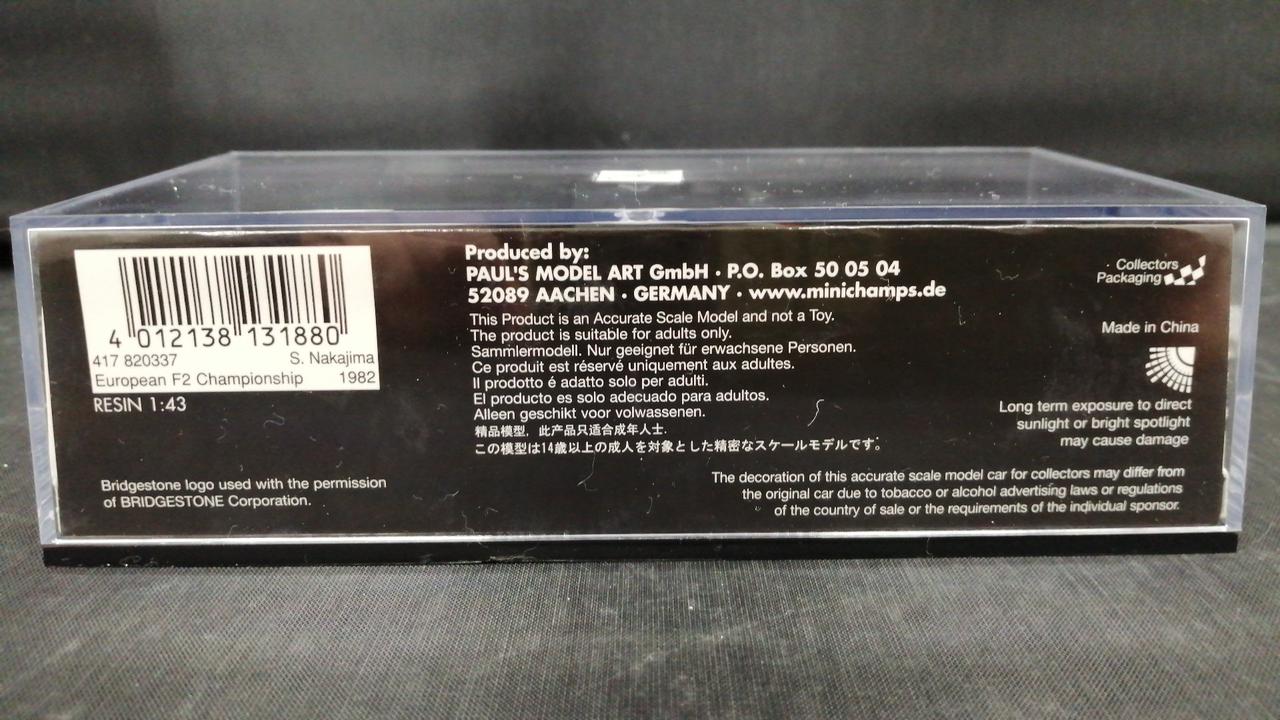 4 012138 131880
417 820337 S. Nakajima
European F2 Championship 1982
RESIN 1:43
Bridgestone logo used with the permission
of BRIDGESTONE Corporation.
Produced by:
PAUL'S MODEL ART GmbH · P.O. Box 50 05 04
52089 AACHEN · GERMANY · www.minichamps.de
This Product is an Accurate Scale Model and not a Toy.
The product is suitable for adults only.
Sammlermodell. Nur geeignet für erwachsene Personen.
Ce produit est réservé uniquement aux adultes.
Il prodotto é adatto solo per adulti.
El producto es solo adecuado para adultos.
Alleen geschikt voor volwassenen.
精品模型，此产品只适合成年人士.
この模型は14歳以上の成人を対象とした精密なスケールモデルです。
Collectors
Packaging
Made in China
Long term exposure to direct
sunlight or bright spotlight
may cause damage
The decoration of this accurate scale model car for collectors may differ from
the original car due to tobacco or alcohol advertising laws or regulations
of the country of sale or the requirements of the individual sponsor.